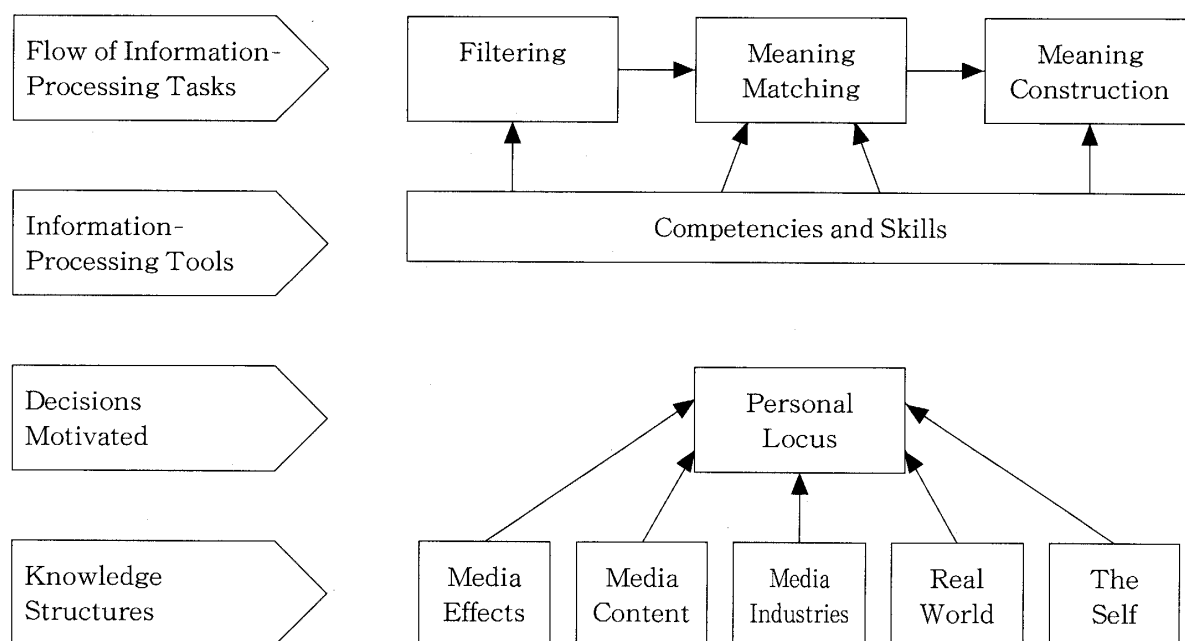 Flow of Information-
Processing Tasks
Filtering
Meaning
Matching
Meaning
Construction
Information-
Processing Tools
Competencies and Skills
Decisions
Motivated
Personal
Locus
Knowledge
Structures
Media
Effects
Media
Content
Media
Industries
Real
World
The
Self